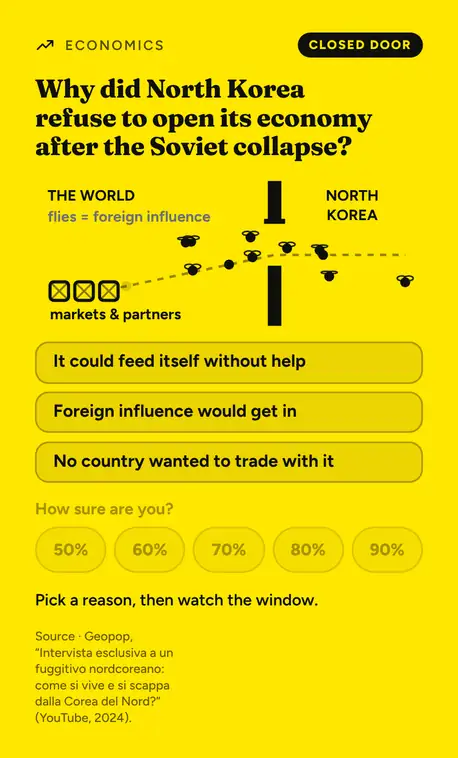 ECONOMICS
CLOSED DOOR
Why did North Korea
refuse to open its economy
after the Soviet collapse?
THE WORLD
flies = foreign influence
NORTH
KOREA
markets & partners
It could feed itself without help
Foreign influence would get in
No country wanted to trade with it
How sure are you?
50% 60% 70% 80% 90%
Pick a reason, then watch the window.
Source · Geopop,
“Intervista esclusiva a un
fuggitivo nordcoreano:
come si vive e si scappa
dalla Corea del Nord?”
(YouTube, 2024).